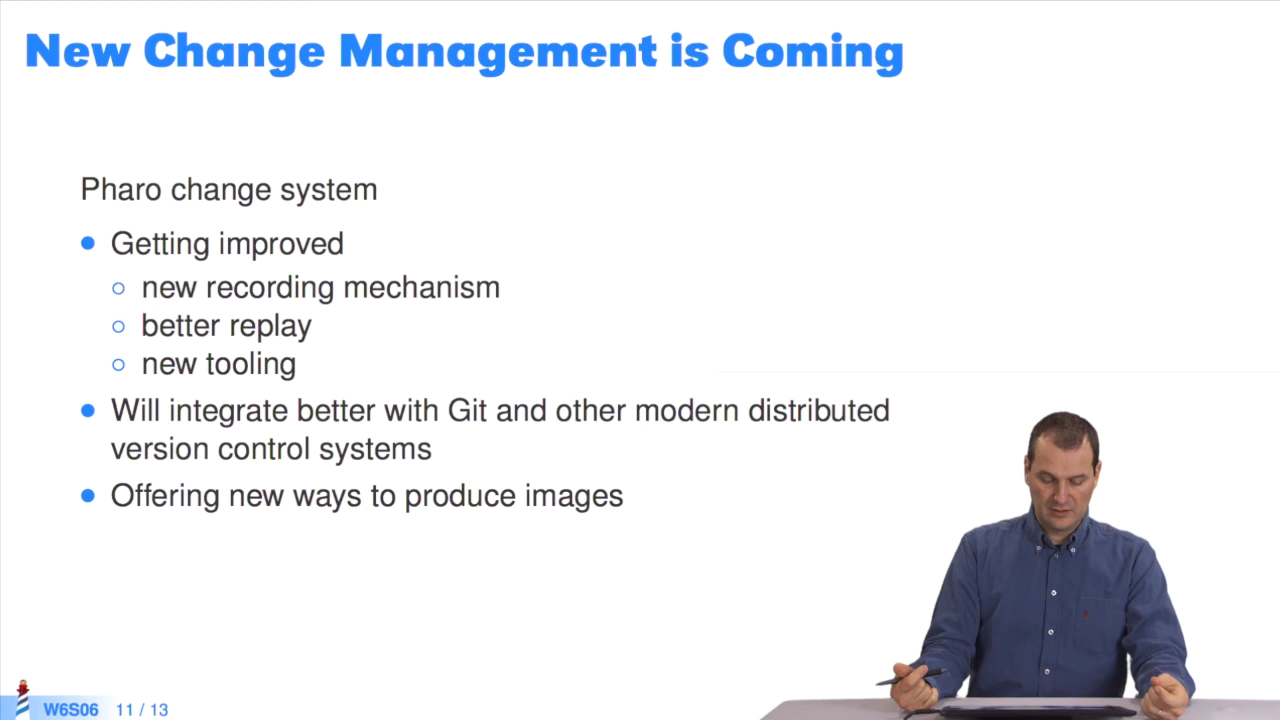 New Change Management is Coming
Pharo change system
Getting improved
new recording mechanism
better replay
new tooling
Will integrate better with Git and other modern distributed
version control systems
Offering new ways to produce images
W6S06 11 / 13